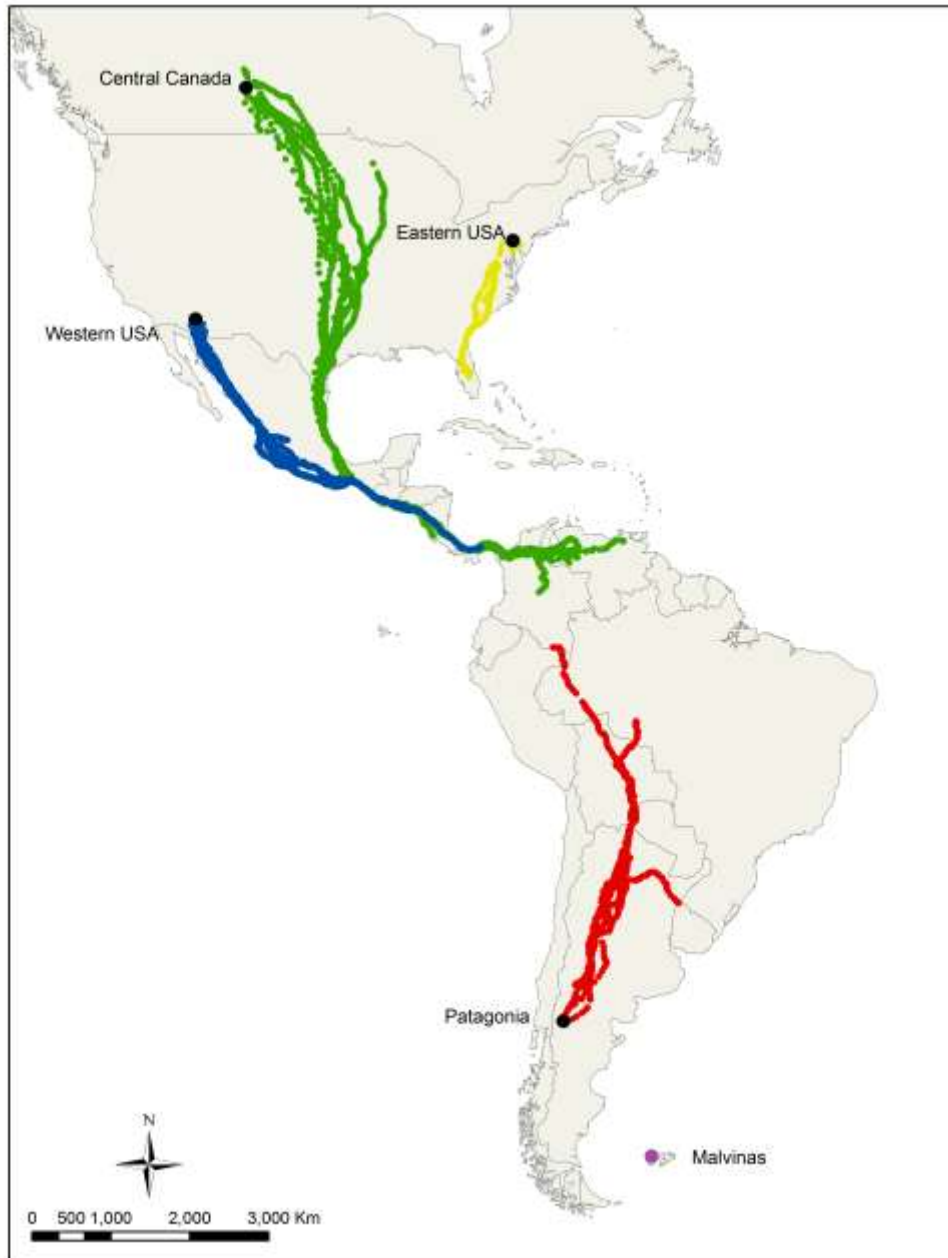 Central Canada
Eastern USA
Western USA
Patagonia
N
Malvinas
0 500 1,000 2,000 3,000 Km